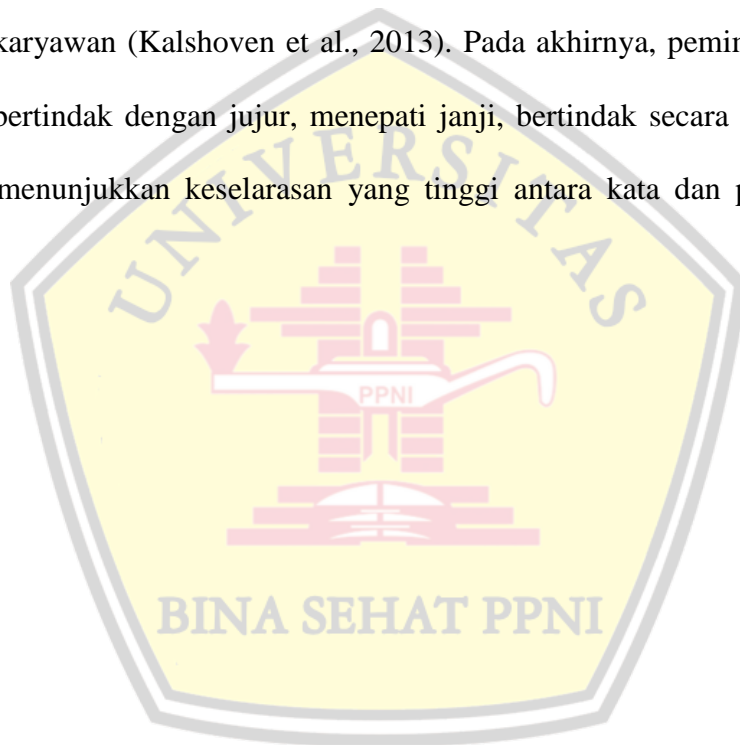 karyawan (Kalshoven et al., 2013). Pada akhirnya,
bertindak dengan jujur, menepati janji, bertindak secara
menunjukkan keselarasan yang tinggi antara kata dan
UNIVERSITAS
PPNI
BINA SEHAT PPNI